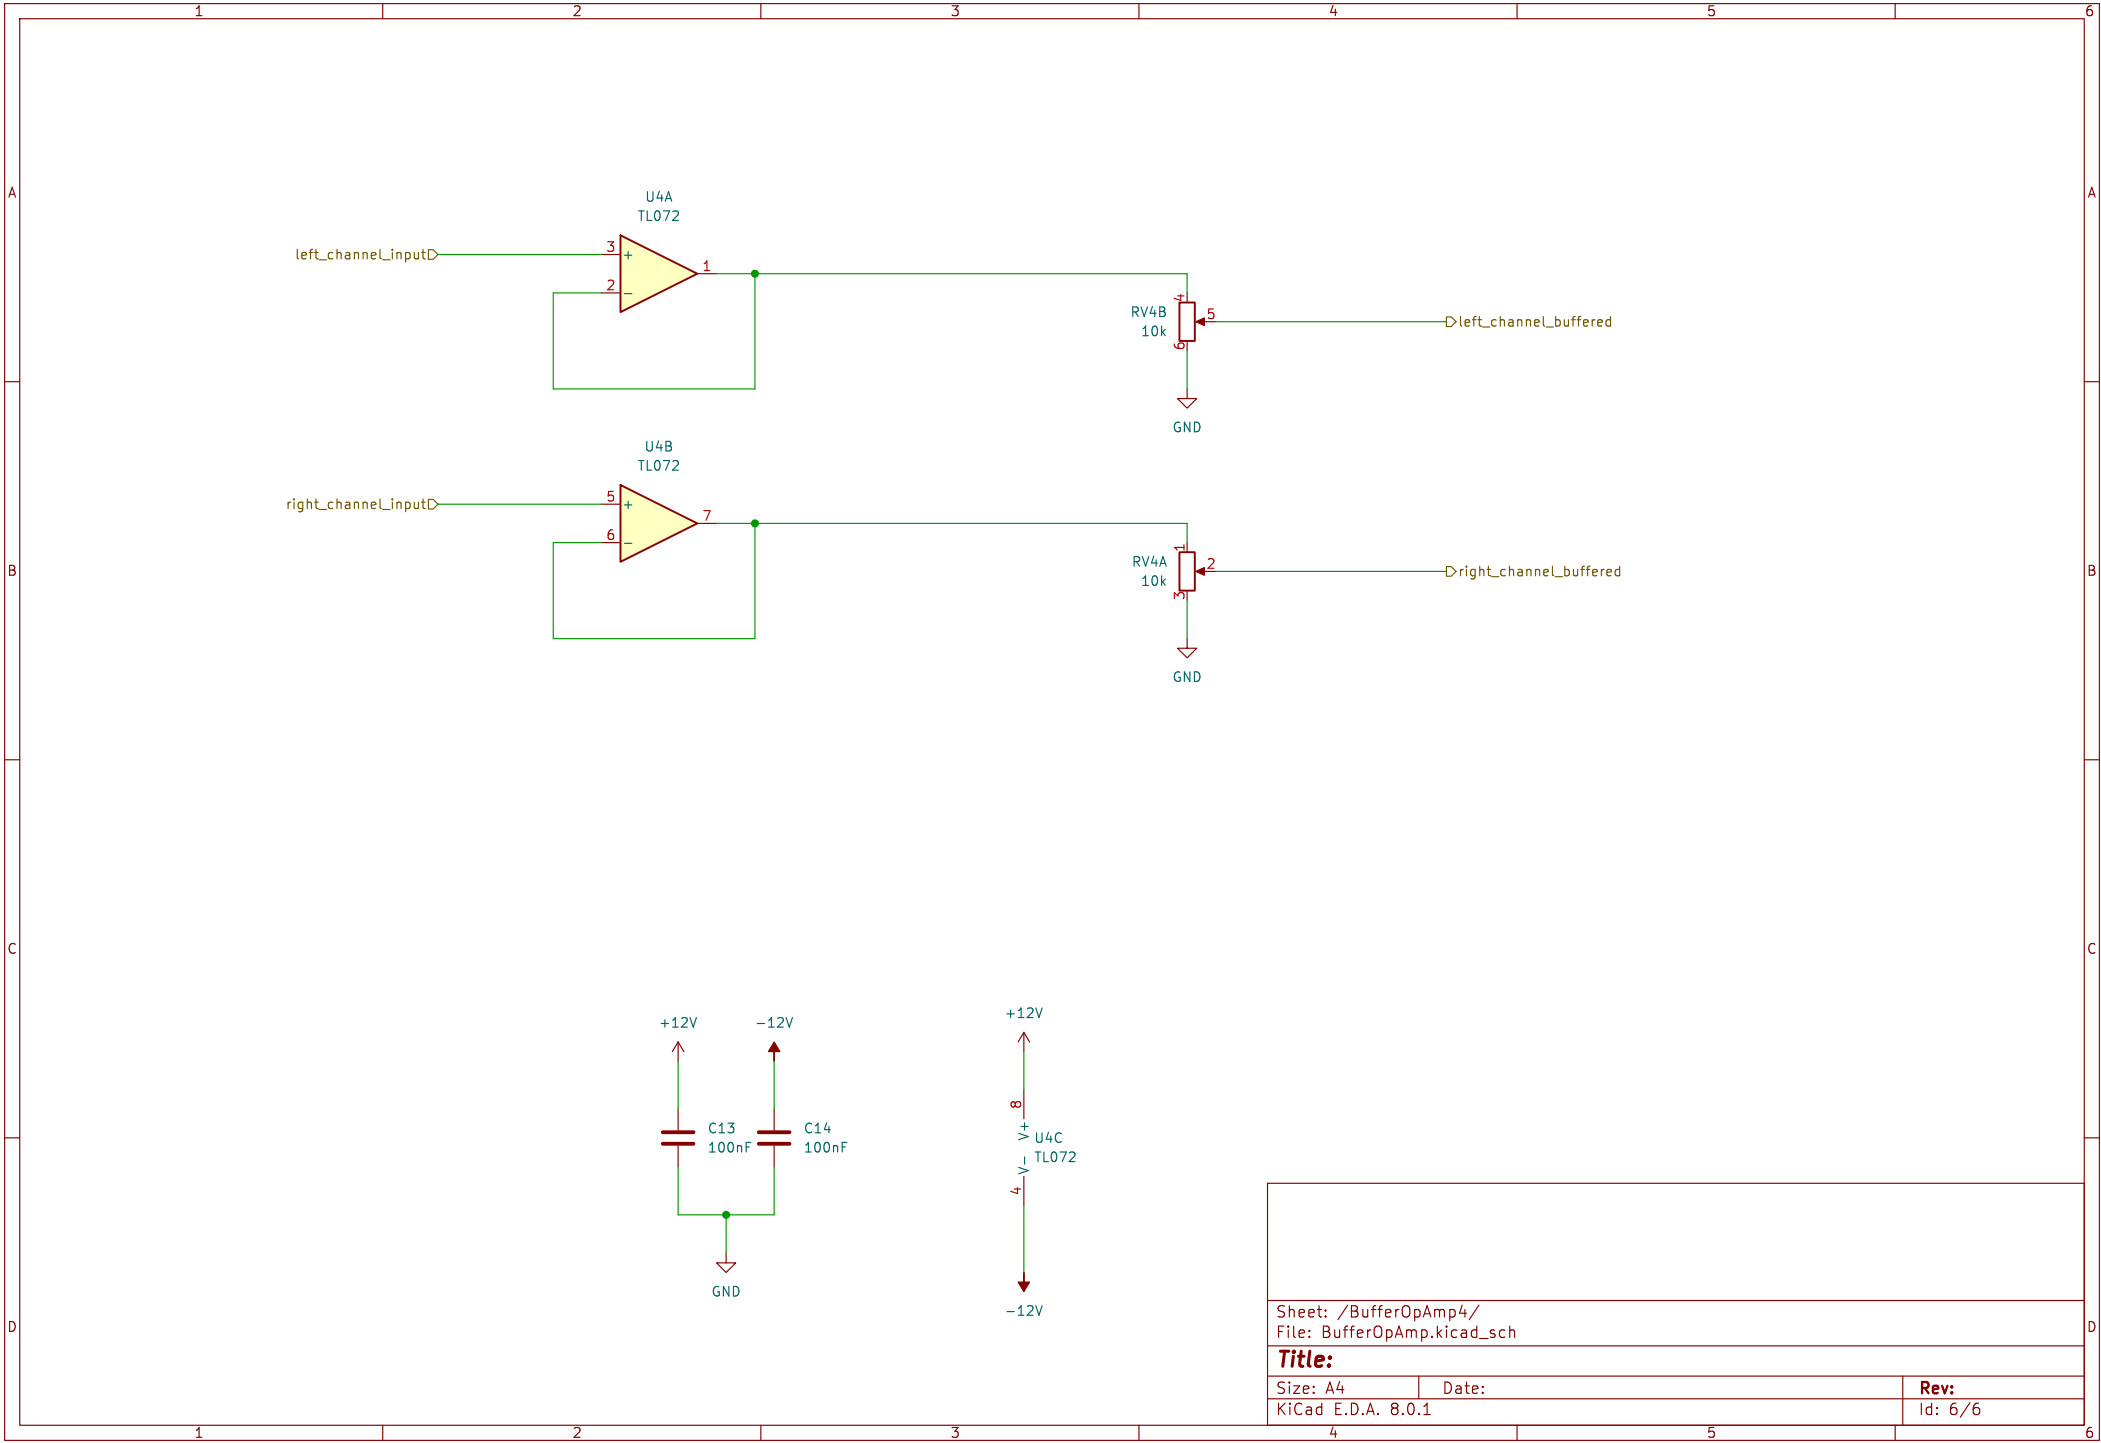 1 2 3 4 5 6
A A
U4A
TL072
left_channel_input
3
+
1
2
−
4
RV4B
10k
5
6
left_channel_buffered
GND
U4B
TL072
right_channel_input
5
+
7
6
−
B B
1
RV4A
10k
2
3
right_channel_buffered
GND
C C
+12V
-12V
+12V
C13
100nF
C14
100nF
8
V+
V-
4
U4C
TL072
GND
-12V
Sheet: /BufferOpAmp4/
File: BufferOpAmp.kicad_sch
D D
Title:
Size: A4 Date: Rev:
KiCad E.D.A. 8.0.1 Id: 6/6
1 2 3 4 5 6